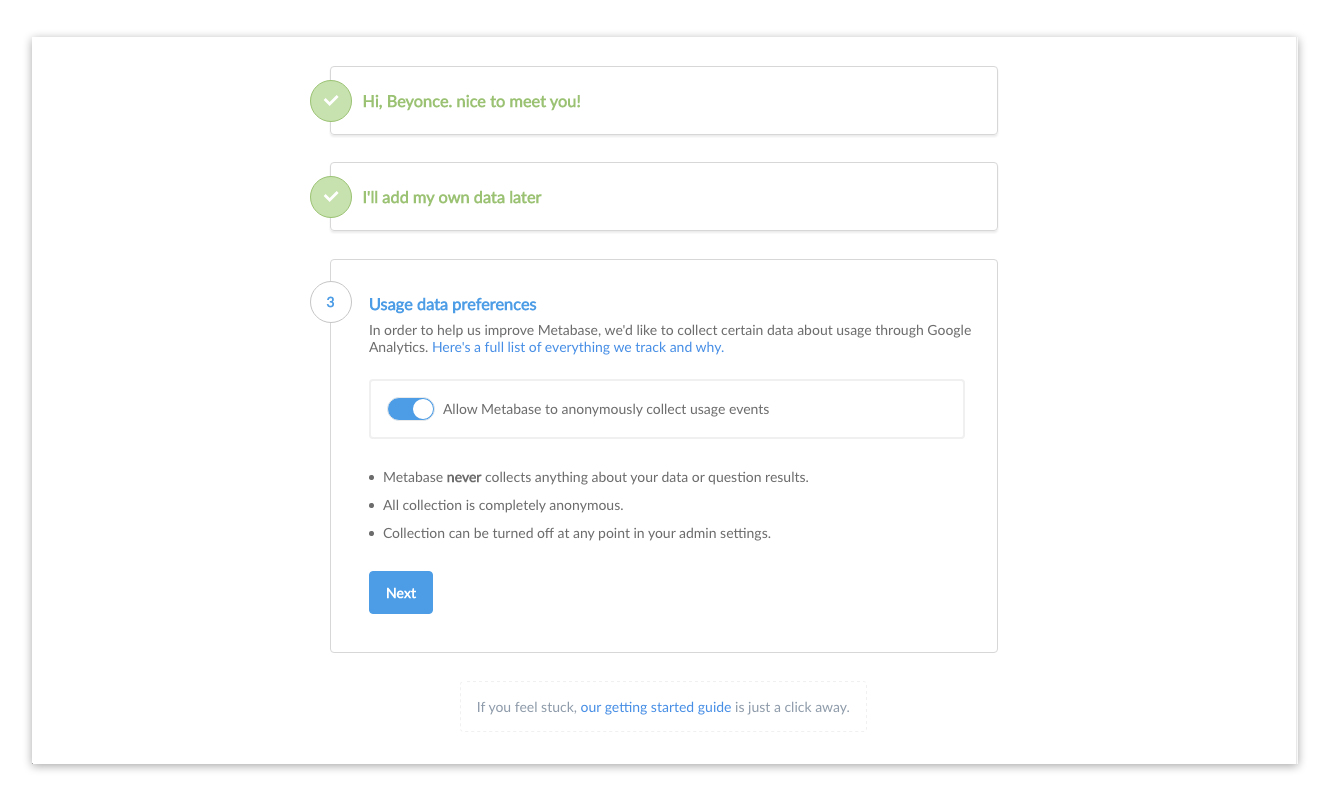 Hi, Beyonce. nice to meet you!
I'll add my own data later
3
Usage data preferences
In order to help us improve Metabase, we'd like to collect certain data about usage through Google
Analytics. Here's a full list of everything we track and why.
Allow Metabase to anonymously collect usage events
Metabase never collects anything about your data or question results.
All collection is completely anonymous.
Collection can be turned off at any point in your admin settings.
Next
If you feel stuck, our getting started guide is just a click away.